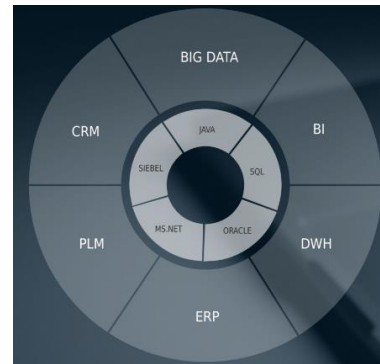 BIG DATA
CRM
BI
JAVA
SIEBEL
SQL
MS.NET
ORACLE
PLM
DWH
ERP